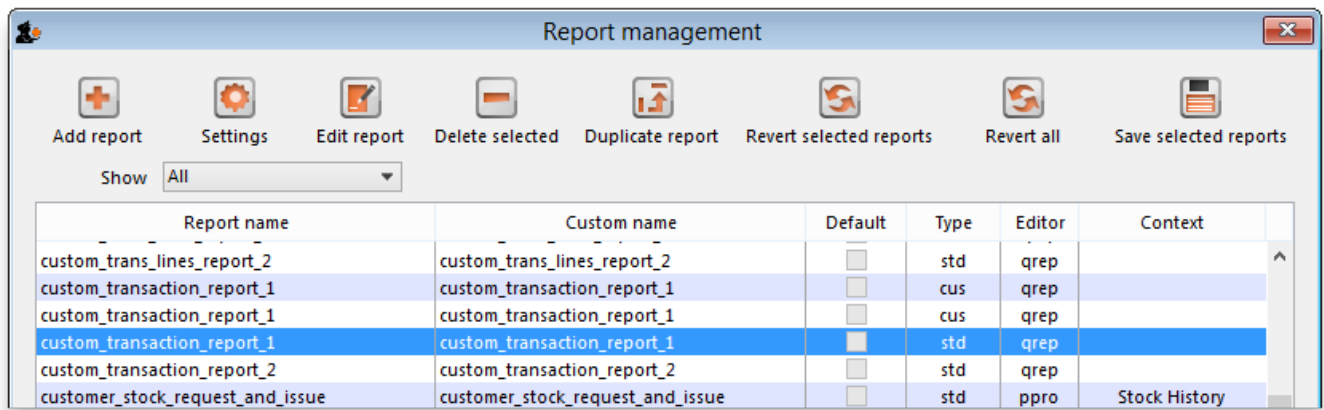 Report management
Add report Settings Edit report Delete selected Duplicate report Revert selected reports Revert all Save selected reports
Show All
Report name Custom name Default Type Editor Context
custom_trans_lines_report_2 custom_trans_lines_report_2 std qrep
custom_transaction_report_1 custom_transaction_report_1 cus qrep
custom_transaction_report_1 custom_transaction_report_1 cus qrep
custom_transaction_report_1 custom_transaction_report_1 std qrep
custom_transaction_report_2 custom_transaction_report_2 std qrep
customer_stock_request_and_issue customer_stock_request_and_issue std ppro Stock History